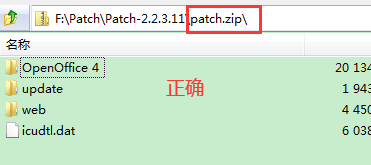 F:\Patch\Patch-2.2.3.11\patch.zip\
名称
OpenOffice 4 20 134
update 1 943
web 4 450
icudtl.dat 6 038
正确